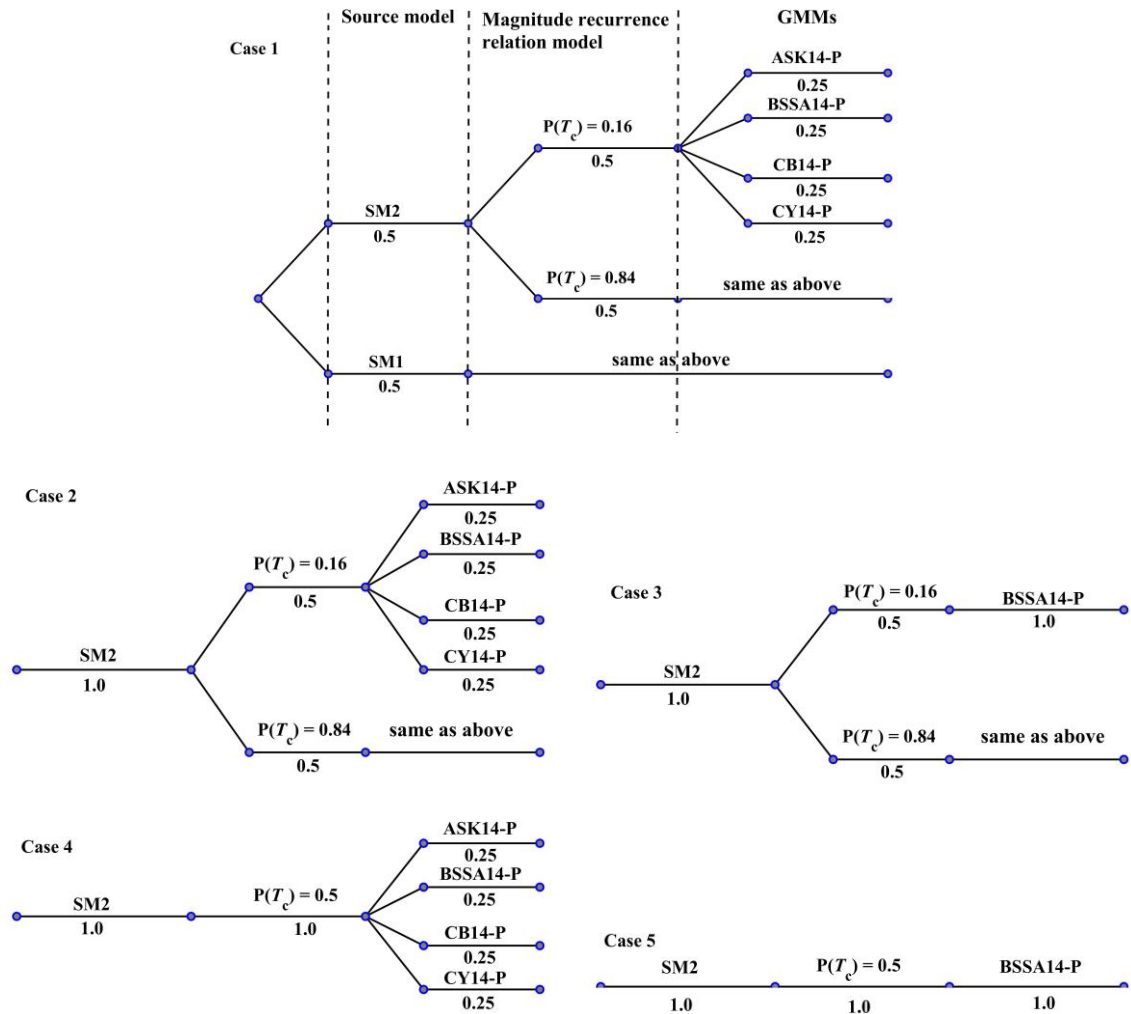 Source model
Magnitude recurrence
relation model
GMMs
Case 1
ASK14-P
0.25
BSSA14-P
0.25
P(Tc) = 0.16
0.5
CB14-P
0.25
CY14-P
0.25
SM2
0.5
P(Tc) = 0.84
0.5
same as above
SM1
0.5
same as above
Case 2
ASK14-P
0.25
BSSA14-P
0.25
P(Tc) = 0.16
0.5
CB14-P
0.25
CY14-P
0.25
SM2
1.0
P(Tc) = 0.84
0.5
same as above
Case 3
P(Tc) = 0.16
0.5
BSSA14-P
1.0
SM2
1.0
P(Tc) = 0.84
0.5
same as above
Case 4
ASK14-P
0.25
BSSA14-P
0.25
SM2
1.0
P(Tc) = 0.5
1.0
CB14-P
0.25
CY14-P
0.25
Case 5
SM2
1.0
P(Tc) = 0.5
1.0
BSSA14-P
1.0